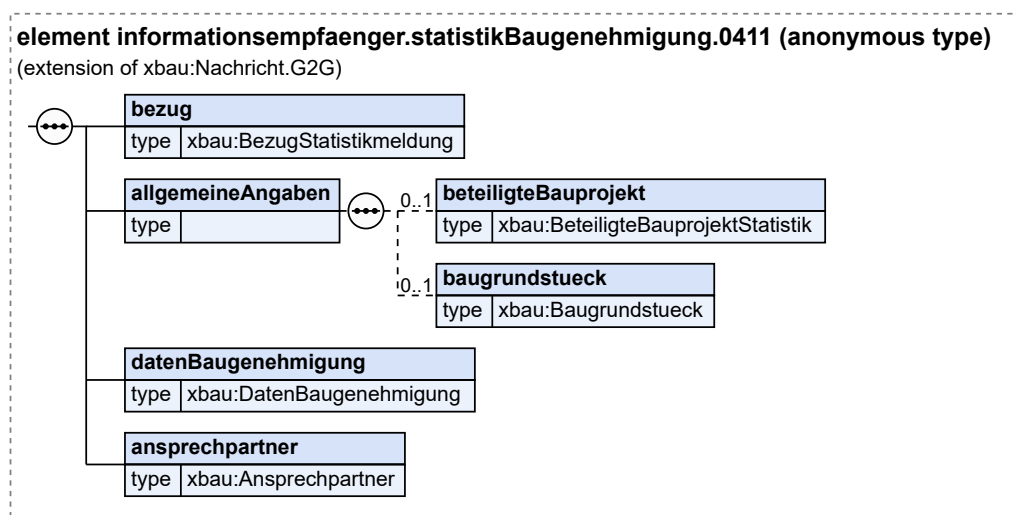 element informationsempfaenger.statistikBaugenehmigung.0411 (anonymous type)
(extension of xbau:Nachricht.G2G)
bezug
type xbau:BezugStatistikmeldung
allgemeineAngaben
type
0..1 beteiligteBauprojekt
type xbau:BeteiligteBauprojektStatistik
0..1 baugrundstueck
type xbau:Baugrundstueck
datenBaugenehmigung
type xbau:DatenBaugenehmigung
ansprechpartner
type xbau:Ansprechpartner